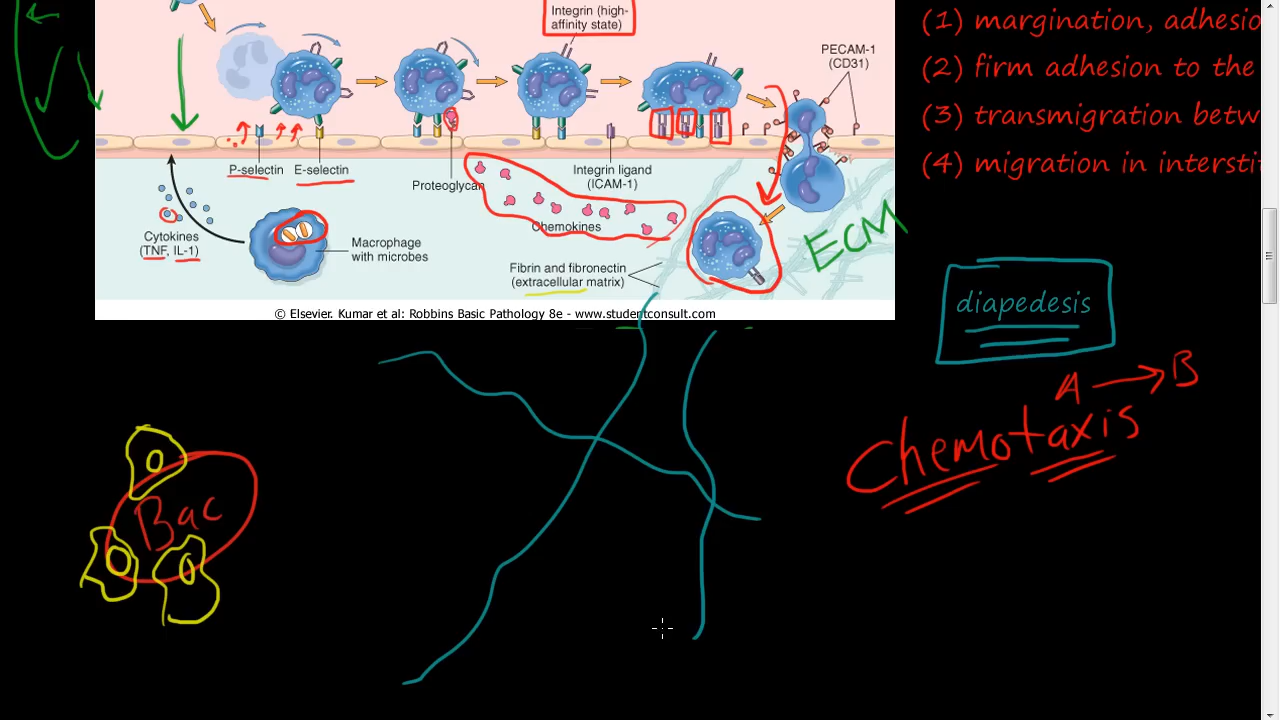 Integrin (high-
affinity state)
PECAM-1
(CD31)
P-selectin
E-selectin
Proteoglycan
Integrin ligand
(ICAM-1)
Chemokines
Cytokines
(TNF, IL-1)
Macrophage
with microbes
Fibrin and fibronectin
(extracellular matrix)
ECM
© Elsevier. Kumar et al: Robbins Basic Pathology 8e - www.studentconsult.com
(1) margination, adhesio
(2) firm adhesion to the
(3) transmigration betw
(4) migration in interstit
diapedesis
A B
Chemotaxis
Bac